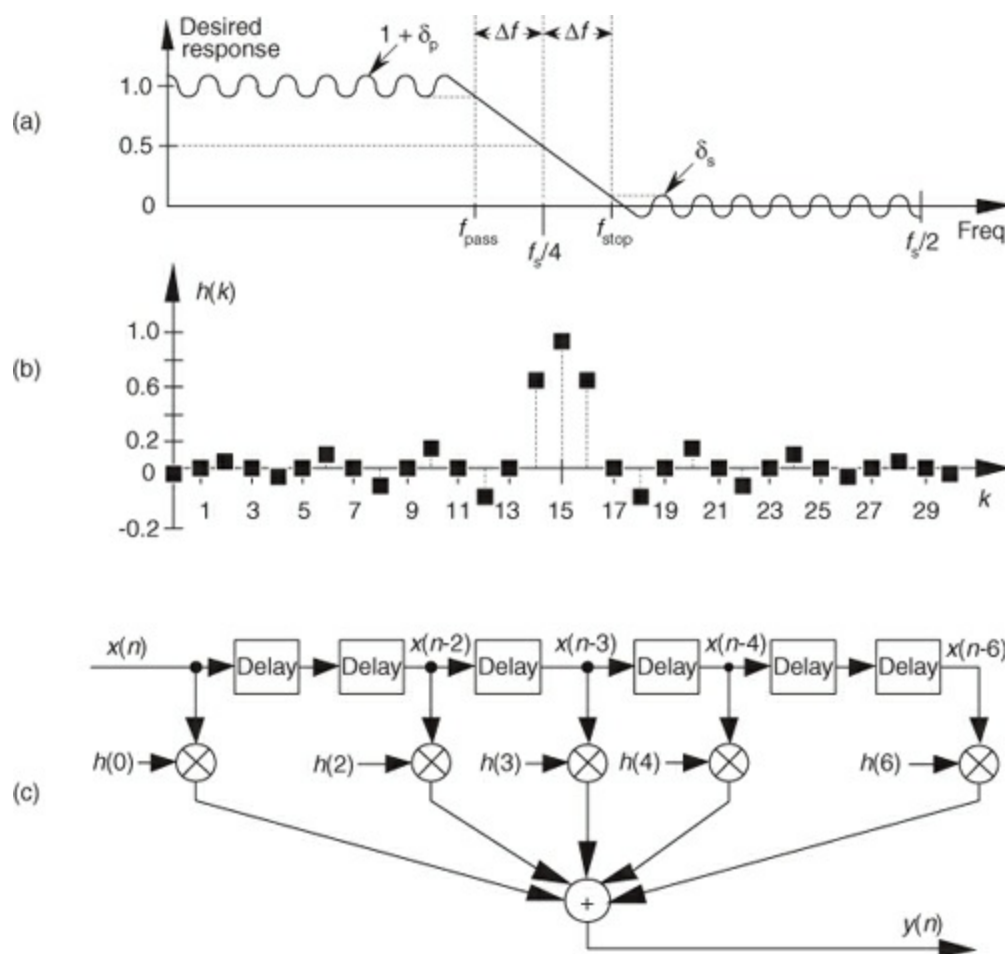 (a)
Desired
response
1 + δp
Δf Δf
1.0
0.5
δs
0
fpass
fs/4
fstop
fs/2
Freq
(b)
h(k)
1.0
0.6
0.2
0
-0.2
1 3 5 7 9 11 13 15 17 19 21 23 25 27 29
k
(c)
x(n) x(n-2) x(n-3) x(n-4) x(n-6)
Delay Delay Delay Delay Delay Delay
h(0) h(2) h(3) h(4) h(6)
+
y(n)